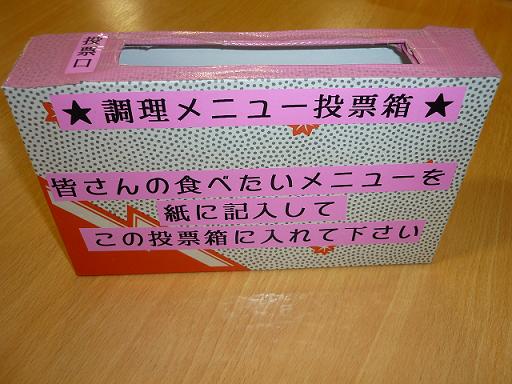 投票口
★調理メニュー投票箱★
皆さんの食べたいメニューを
紙に記入して
この投票箱に入れて下さい